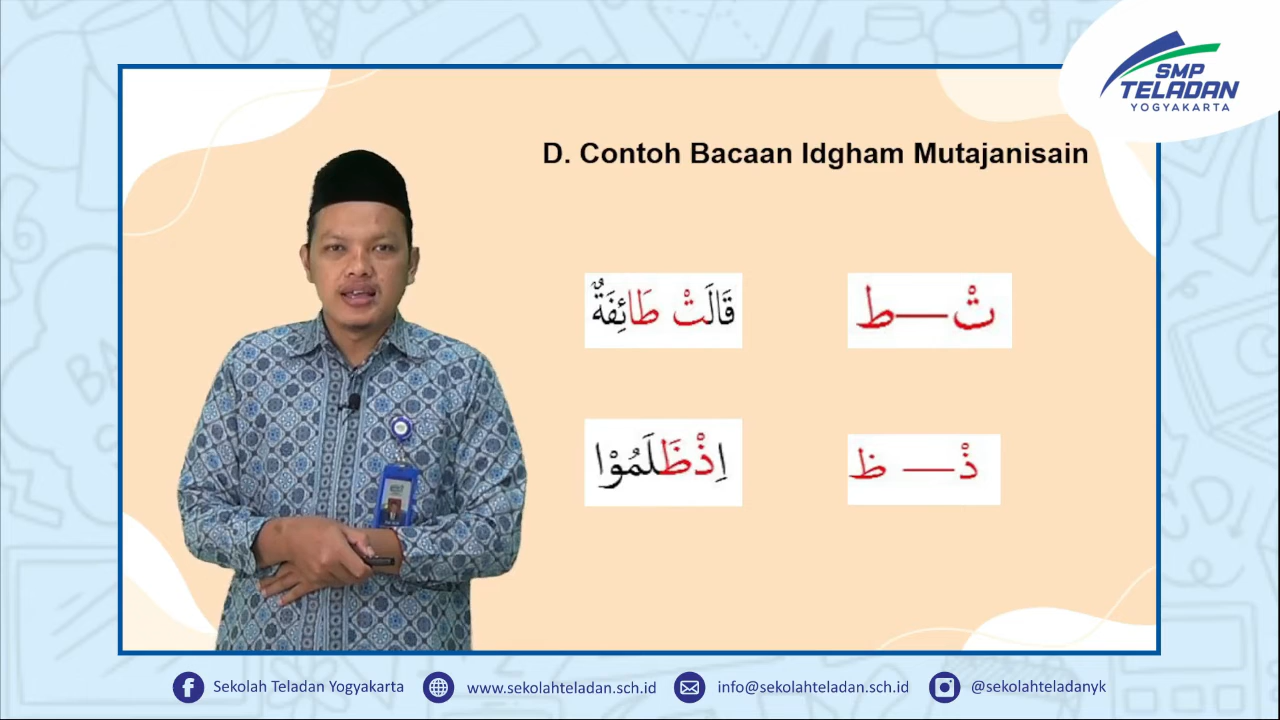 SMP
TELADAN
YOGYAKARTA
D. Contoh Bacaan Idgham Mutajanisain
قَالَتْ طَائِفَةٌ
تْ—ط
اِذْظَلَمُوْا
ذْ — ظ
Sekolah Teladan Yogyakarta
www.sekolahteladan.sch.id
info@sekolahteladan.sch.id
@sekolahteladanyk